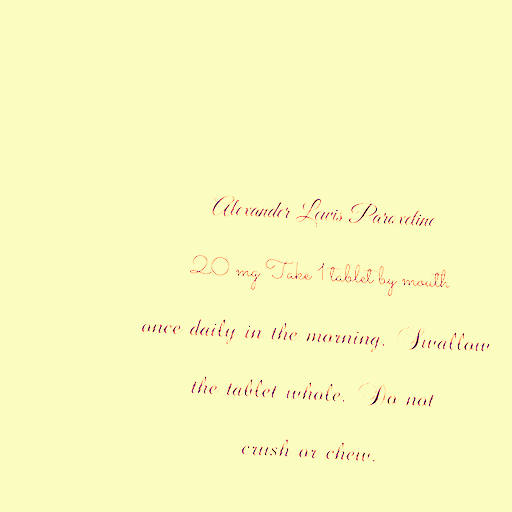 Alexander Lewis Paroxetine
20 mg Take 1 tablet by mouth
once daily in the morning. Swallow
the tablet whole. Do not
crush or chew.